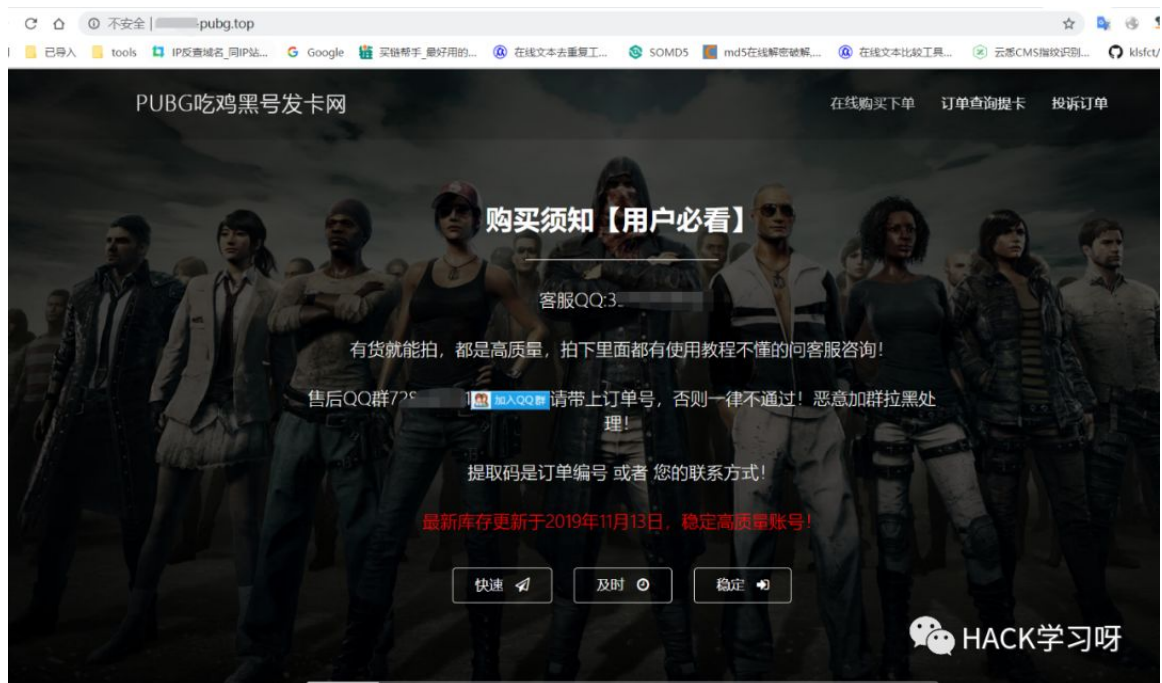 不安全 | -pubg.top
已导入 tools IP反查域名_同IP站... Google 买链帮手_最好用的... 在线文本去重复工... SOMD5 md5在线解密破解,... 在线文本比较工具... 云悉CMS指纹识别... klsfct/
PUBG吃鸡黑号发卡网 在线购买下单 订单查询提卡 投诉订单
购买须知【用户必看】
客服QQ:3
有货就能拍，都是高质量，拍下里面都有使用教程不懂的问客服咨询！
售后QQ群 加入QQ群 请带上订单号，否则一律不通过！恶意加群拉黑处
理！
提取码是订单编号 或者 您的联系方式！
最新库存更新于2019年11月13日，稳定高质量账号！
快速 及时 稳定
HACK学习呀